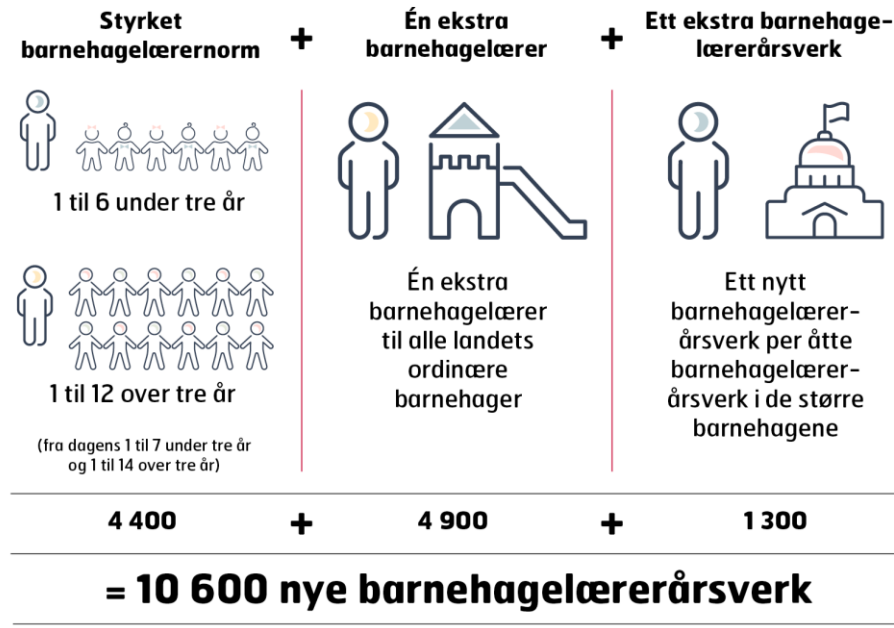 Styrket
barnehagelærernorm
+
Én ekstra
barnehagelærer
+
Ett ekstra barnehage-
lærerårsverk
1 til 6 under tre år
1 til 12 over tre år
(fra dagens 1 til 7 under tre år
og 1 til 14 over tre år)
Én ekstra
barnehagelærer
til alle landets
ordinære
barnehager
Ett nytt
barnehagelærer-
årsverk per åtte
barnehagelærer-
årsverk i de større
barnehagene
4 400 + 4 900 + 1 300
= 10 600 nye barnehagelærerårsverk